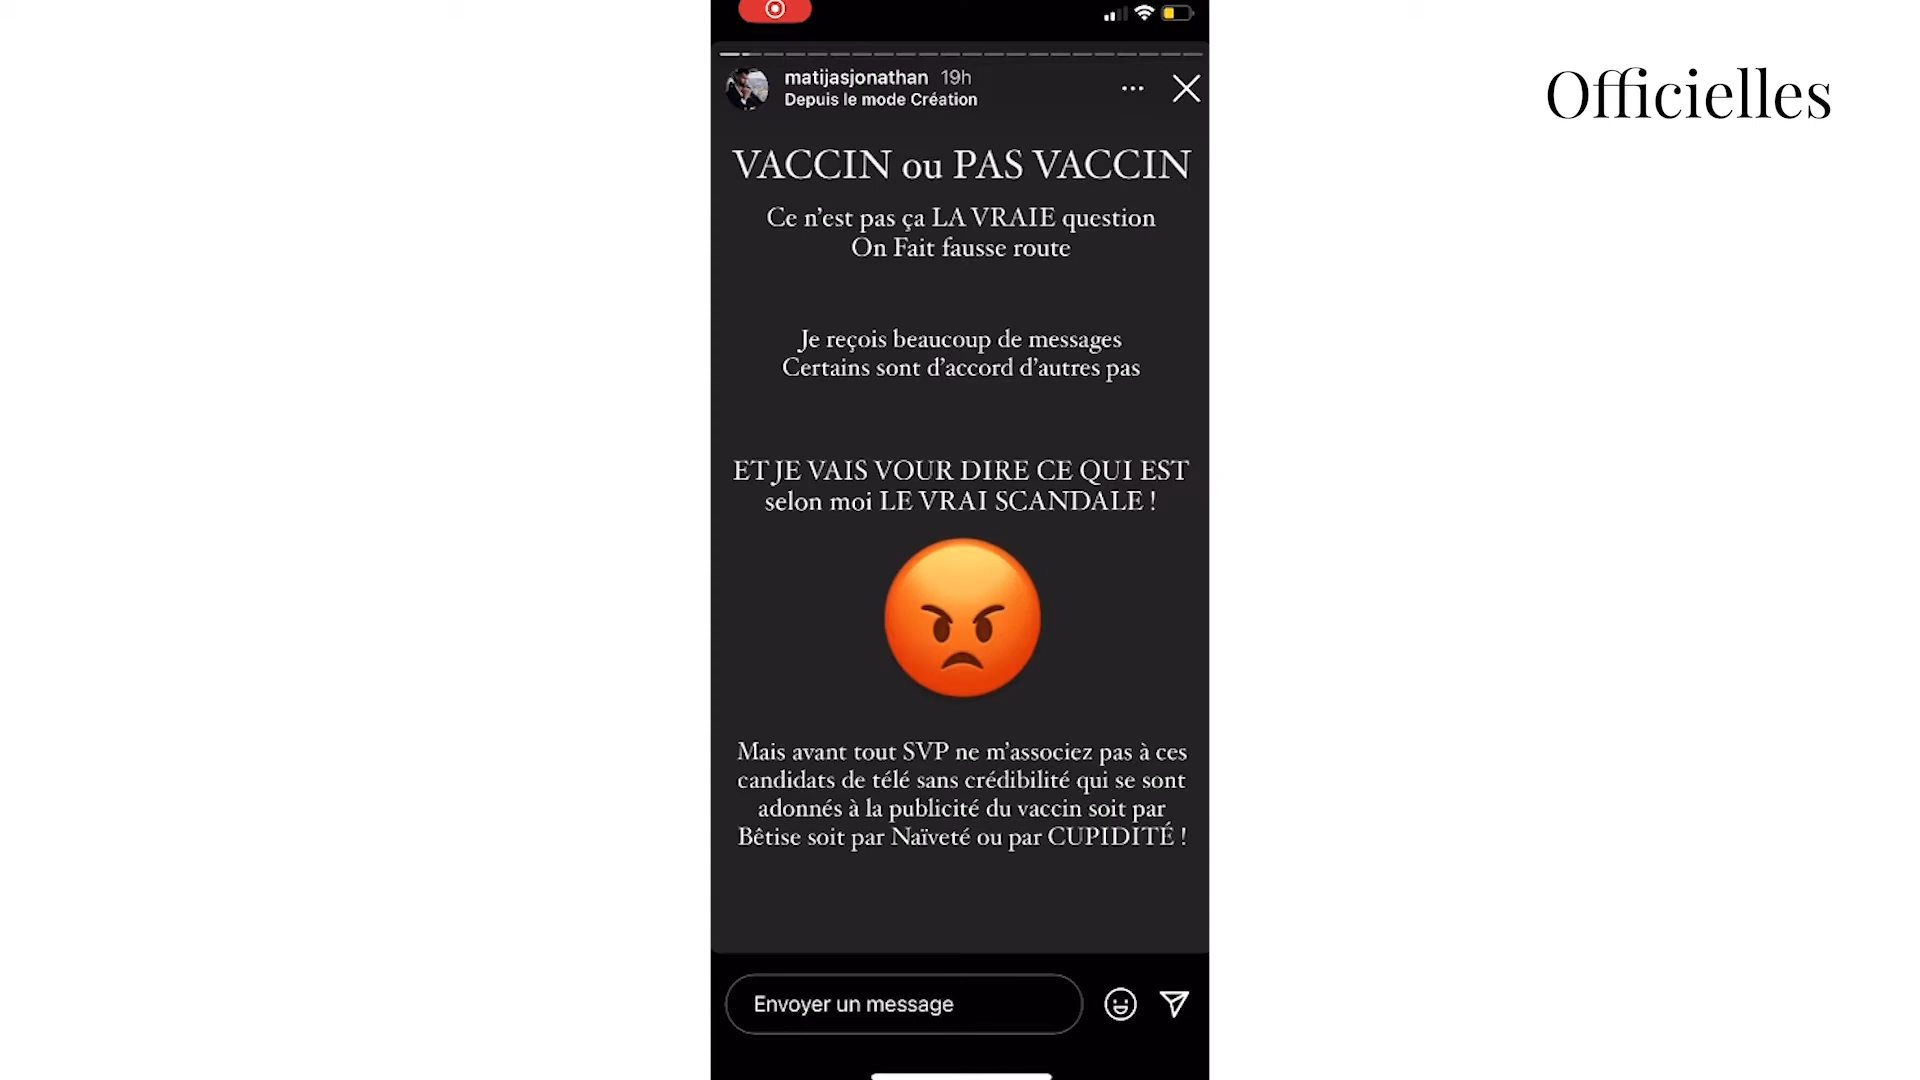 Officielles
matijasjonathan 19h
Depuis le mode Création
VACCIN ou PAS VACCIN
Ce n'est pas ça LA VRAIE question
On Fait fausse route
Je reçois beaucoup de messages
Certains sont d'accord d'autres pas
ET JE VAIS VOUR DIRE CE QUI EST
selon moi LE VRAI SCANDALE !
Mais avant tout SVP ne m'associez pas à ces
candidats de télé sans crédibilité qui se sont
adonnés à la publicité du vaccin soit par
Bêtise soit par Naïveté ou par CUPIDITÉ !
Envoyer un message